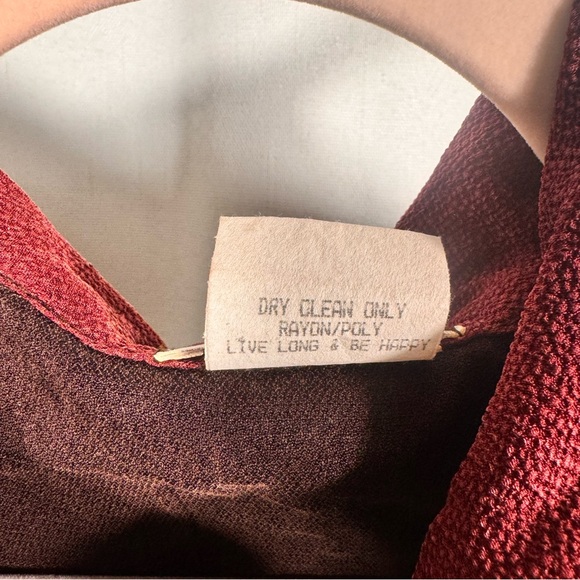 DRY CLEAN ONLY
RAYON/POLY
LIVE LONG & BE HAPPY